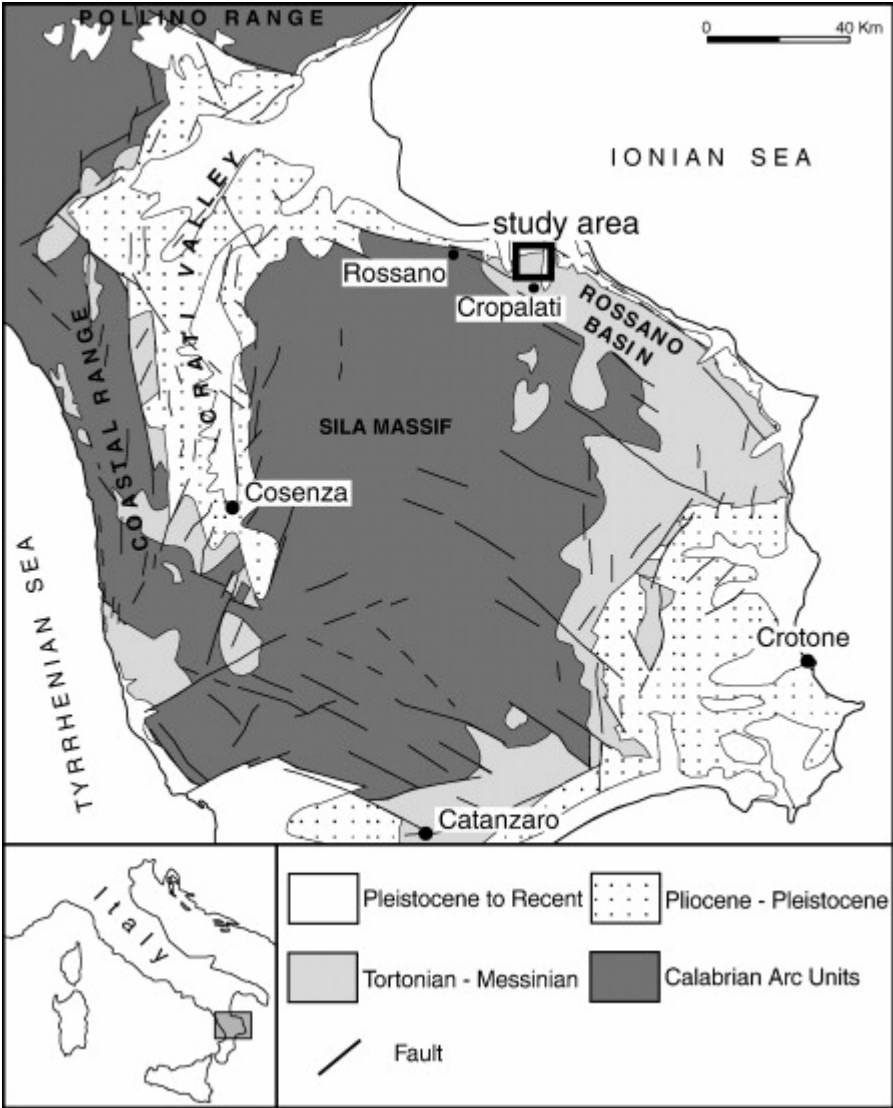 POLLINO RANGE
0 40 Km
IONIAN SEA
study area
Rossano
Cropalati
ROSSANO
BASIN
CRATI VALLEY
COASTAL RANGE
SILA MASSIF
Cosenza
TYRRHENIAN SEA
Crotone
Catanzaro
Italy
Pleistocene to Recent
Pliocene - Pleistocene
Tortonian - Messinian
Calabrian Arc Units
Fault